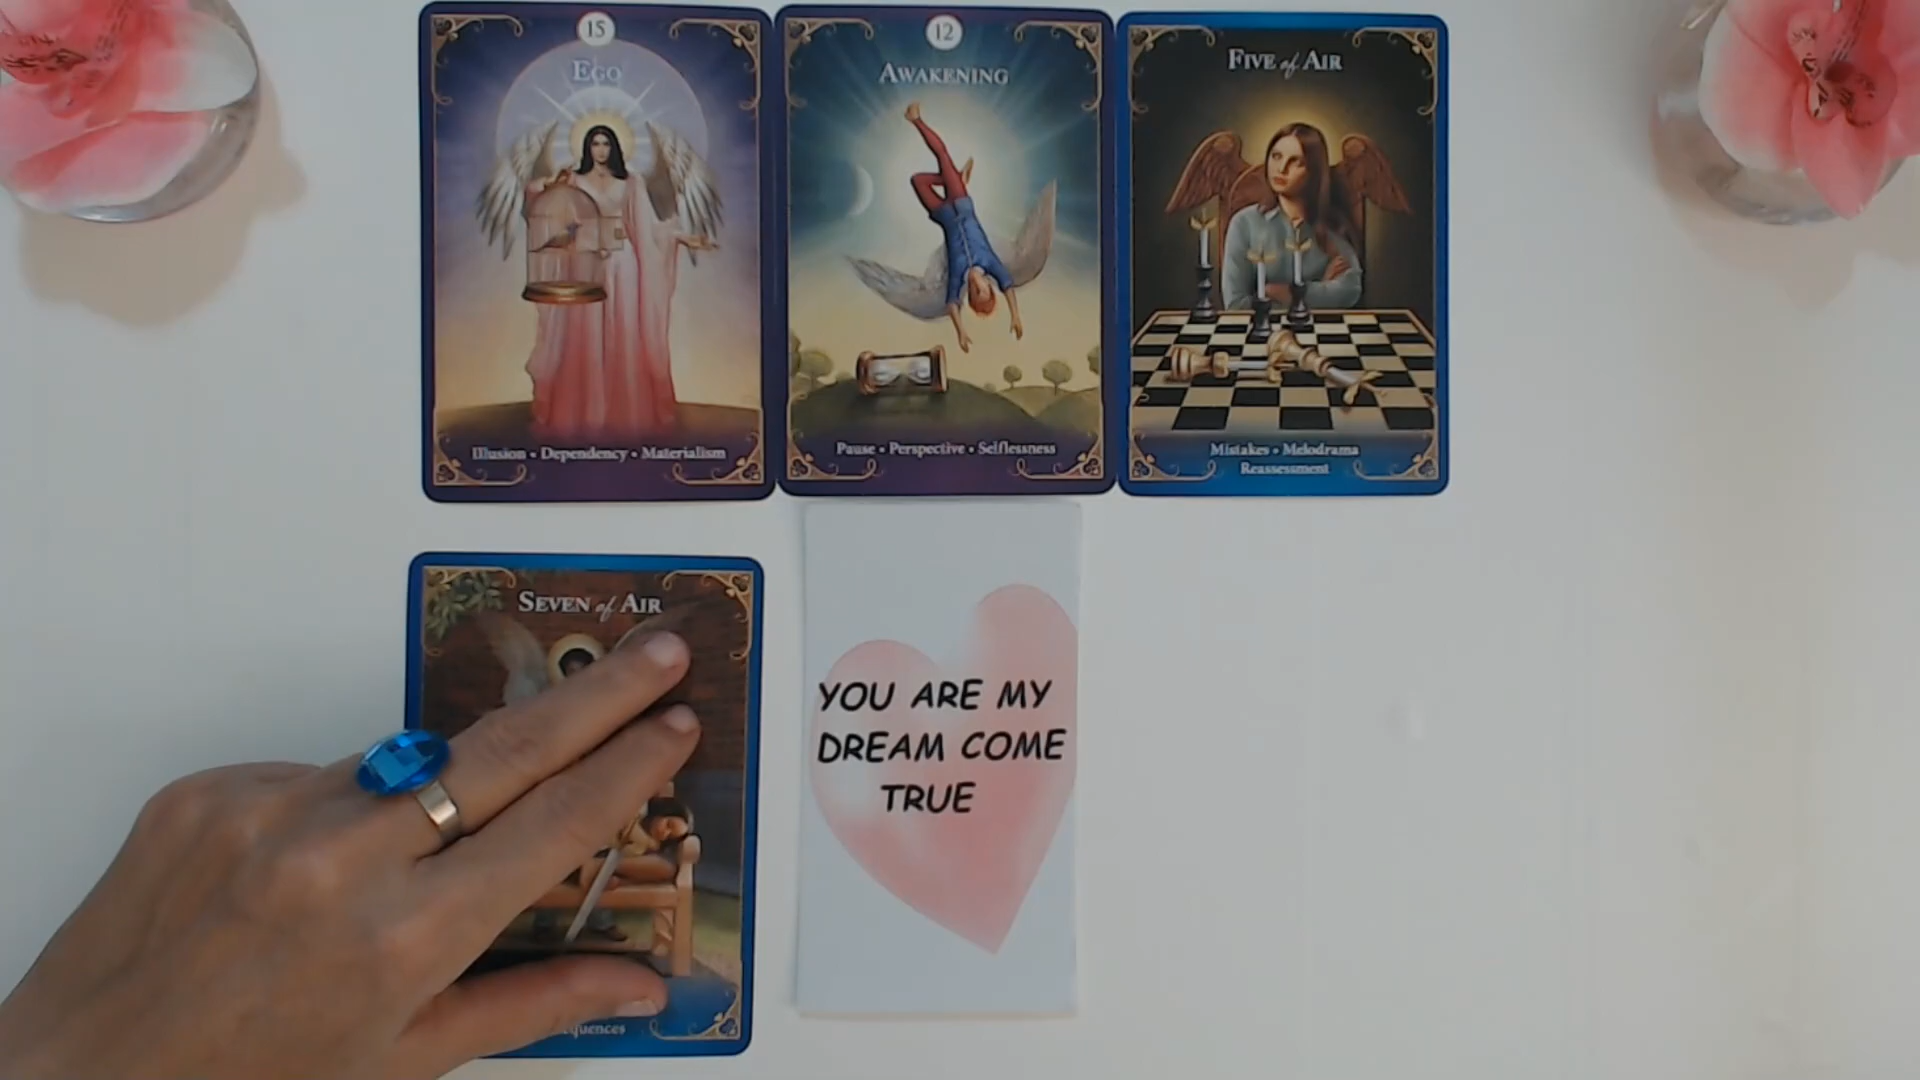 15
EGO
Illusion • Dependency • Materialism
12
AWAKENING
Pause • Perspective • Selflessness
FIVE of AIR
Mistakes • Melodrama
Reassessment
SEVEN of AIR
equences
YOU ARE MY
DREAM COME
TRUE